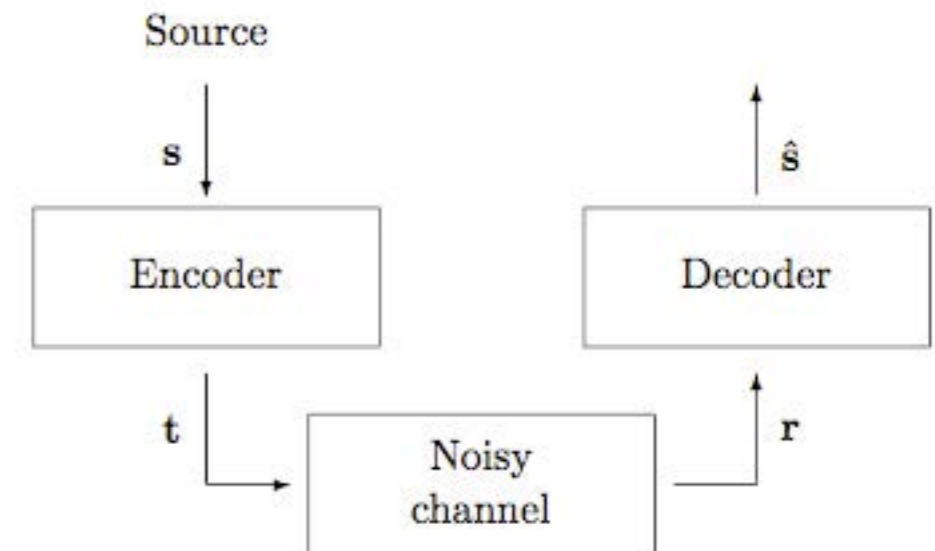 Source
s
ŝ
Encoder
Decoder
t
r
Noisy
channel